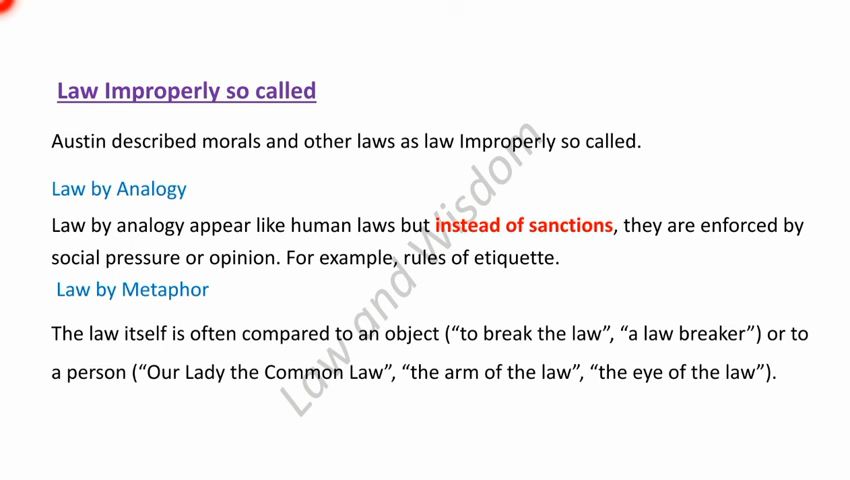 Law Improperly so called
Austin described morals and other laws as law Improperly so called.
Law by Analogy
Law by analogy appear like human laws but instead of sanctions, they are enforced by
social pressure or opinion. For example, rules of etiquette.
Law by Metaphor
The law itself is often compared to an object (“to break the law”, “a law breaker”) or to
a person (“Our Lady the Common Law”, “the arm of the law”, “the eye of the law”).
Law and Wisdom